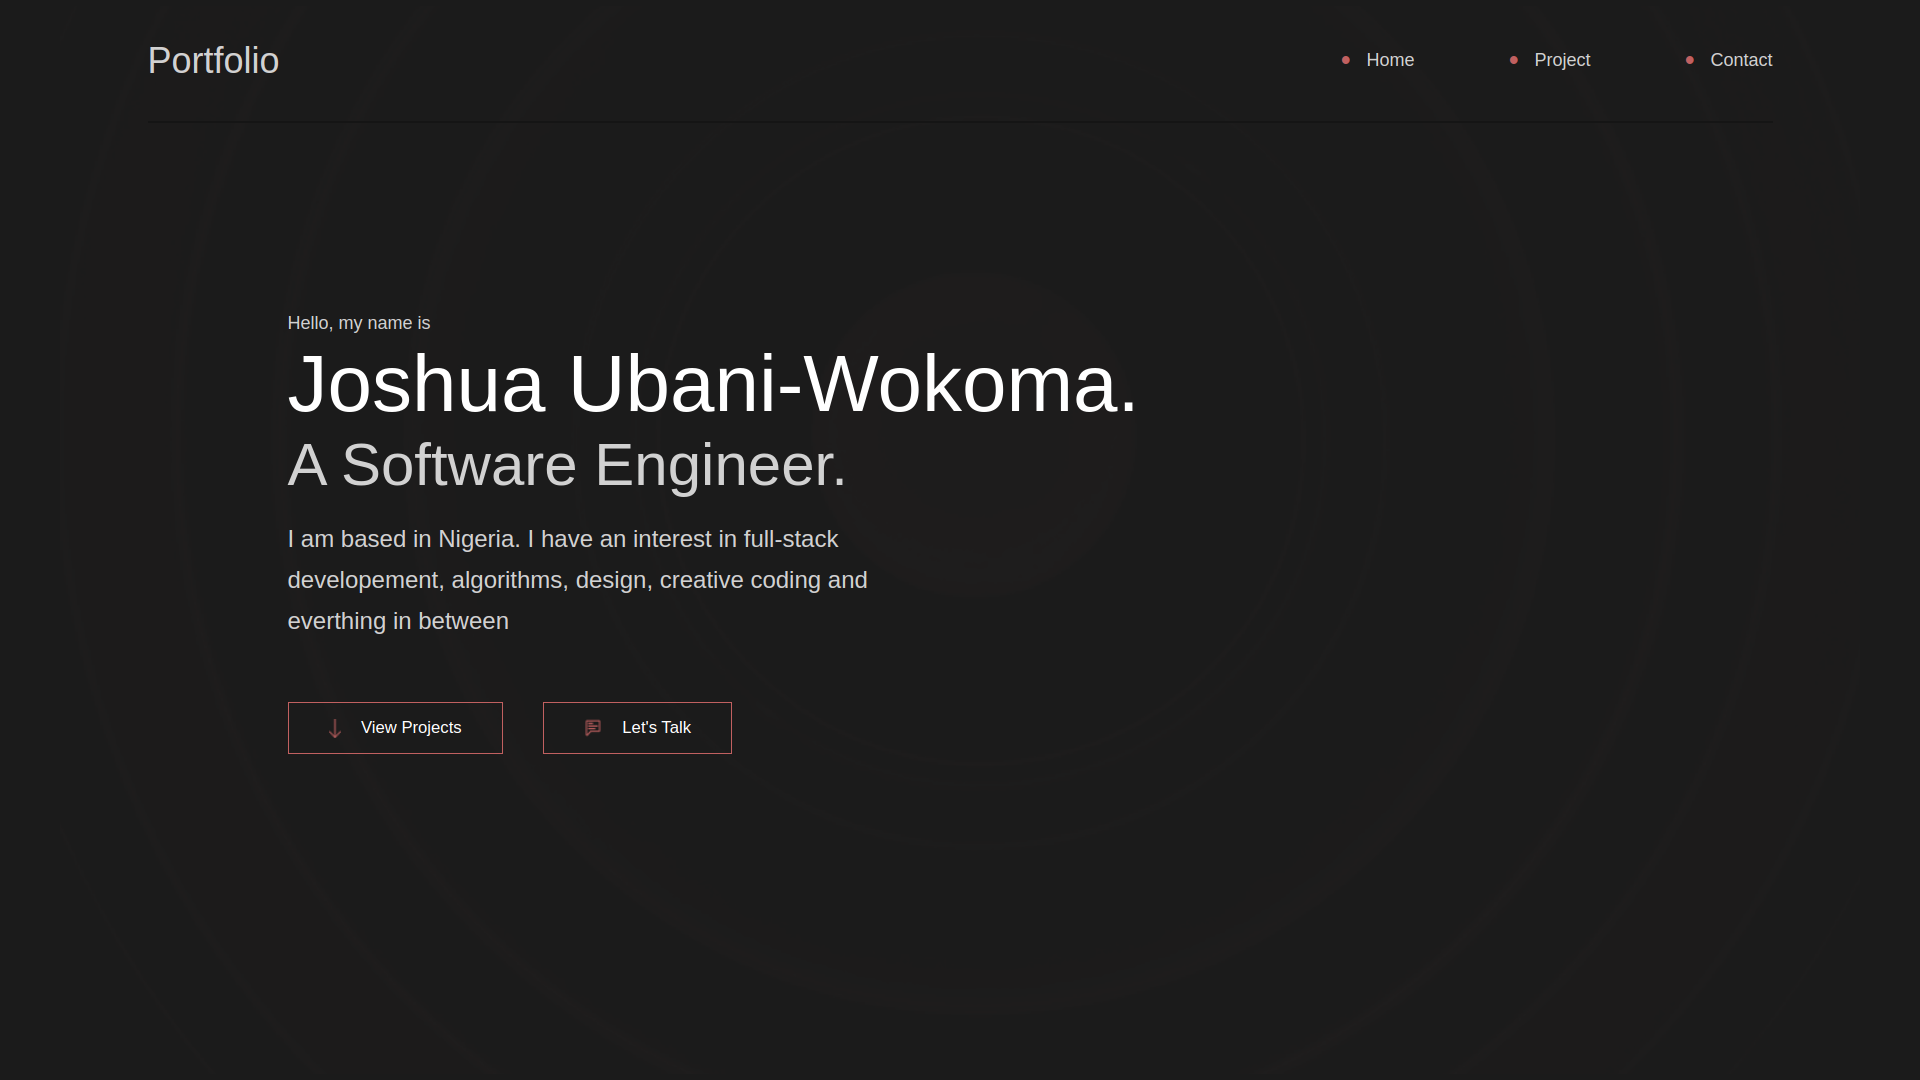 Portfolio
Home
Project
Contact
Hello, my name is
Joshua Ubani-Wokoma.
A Software Engineer.
I am based in Nigeria. I have an interest in full-stack
developement, algorithms, design, creative coding and
everthing in between
View Projects
Let's Talk